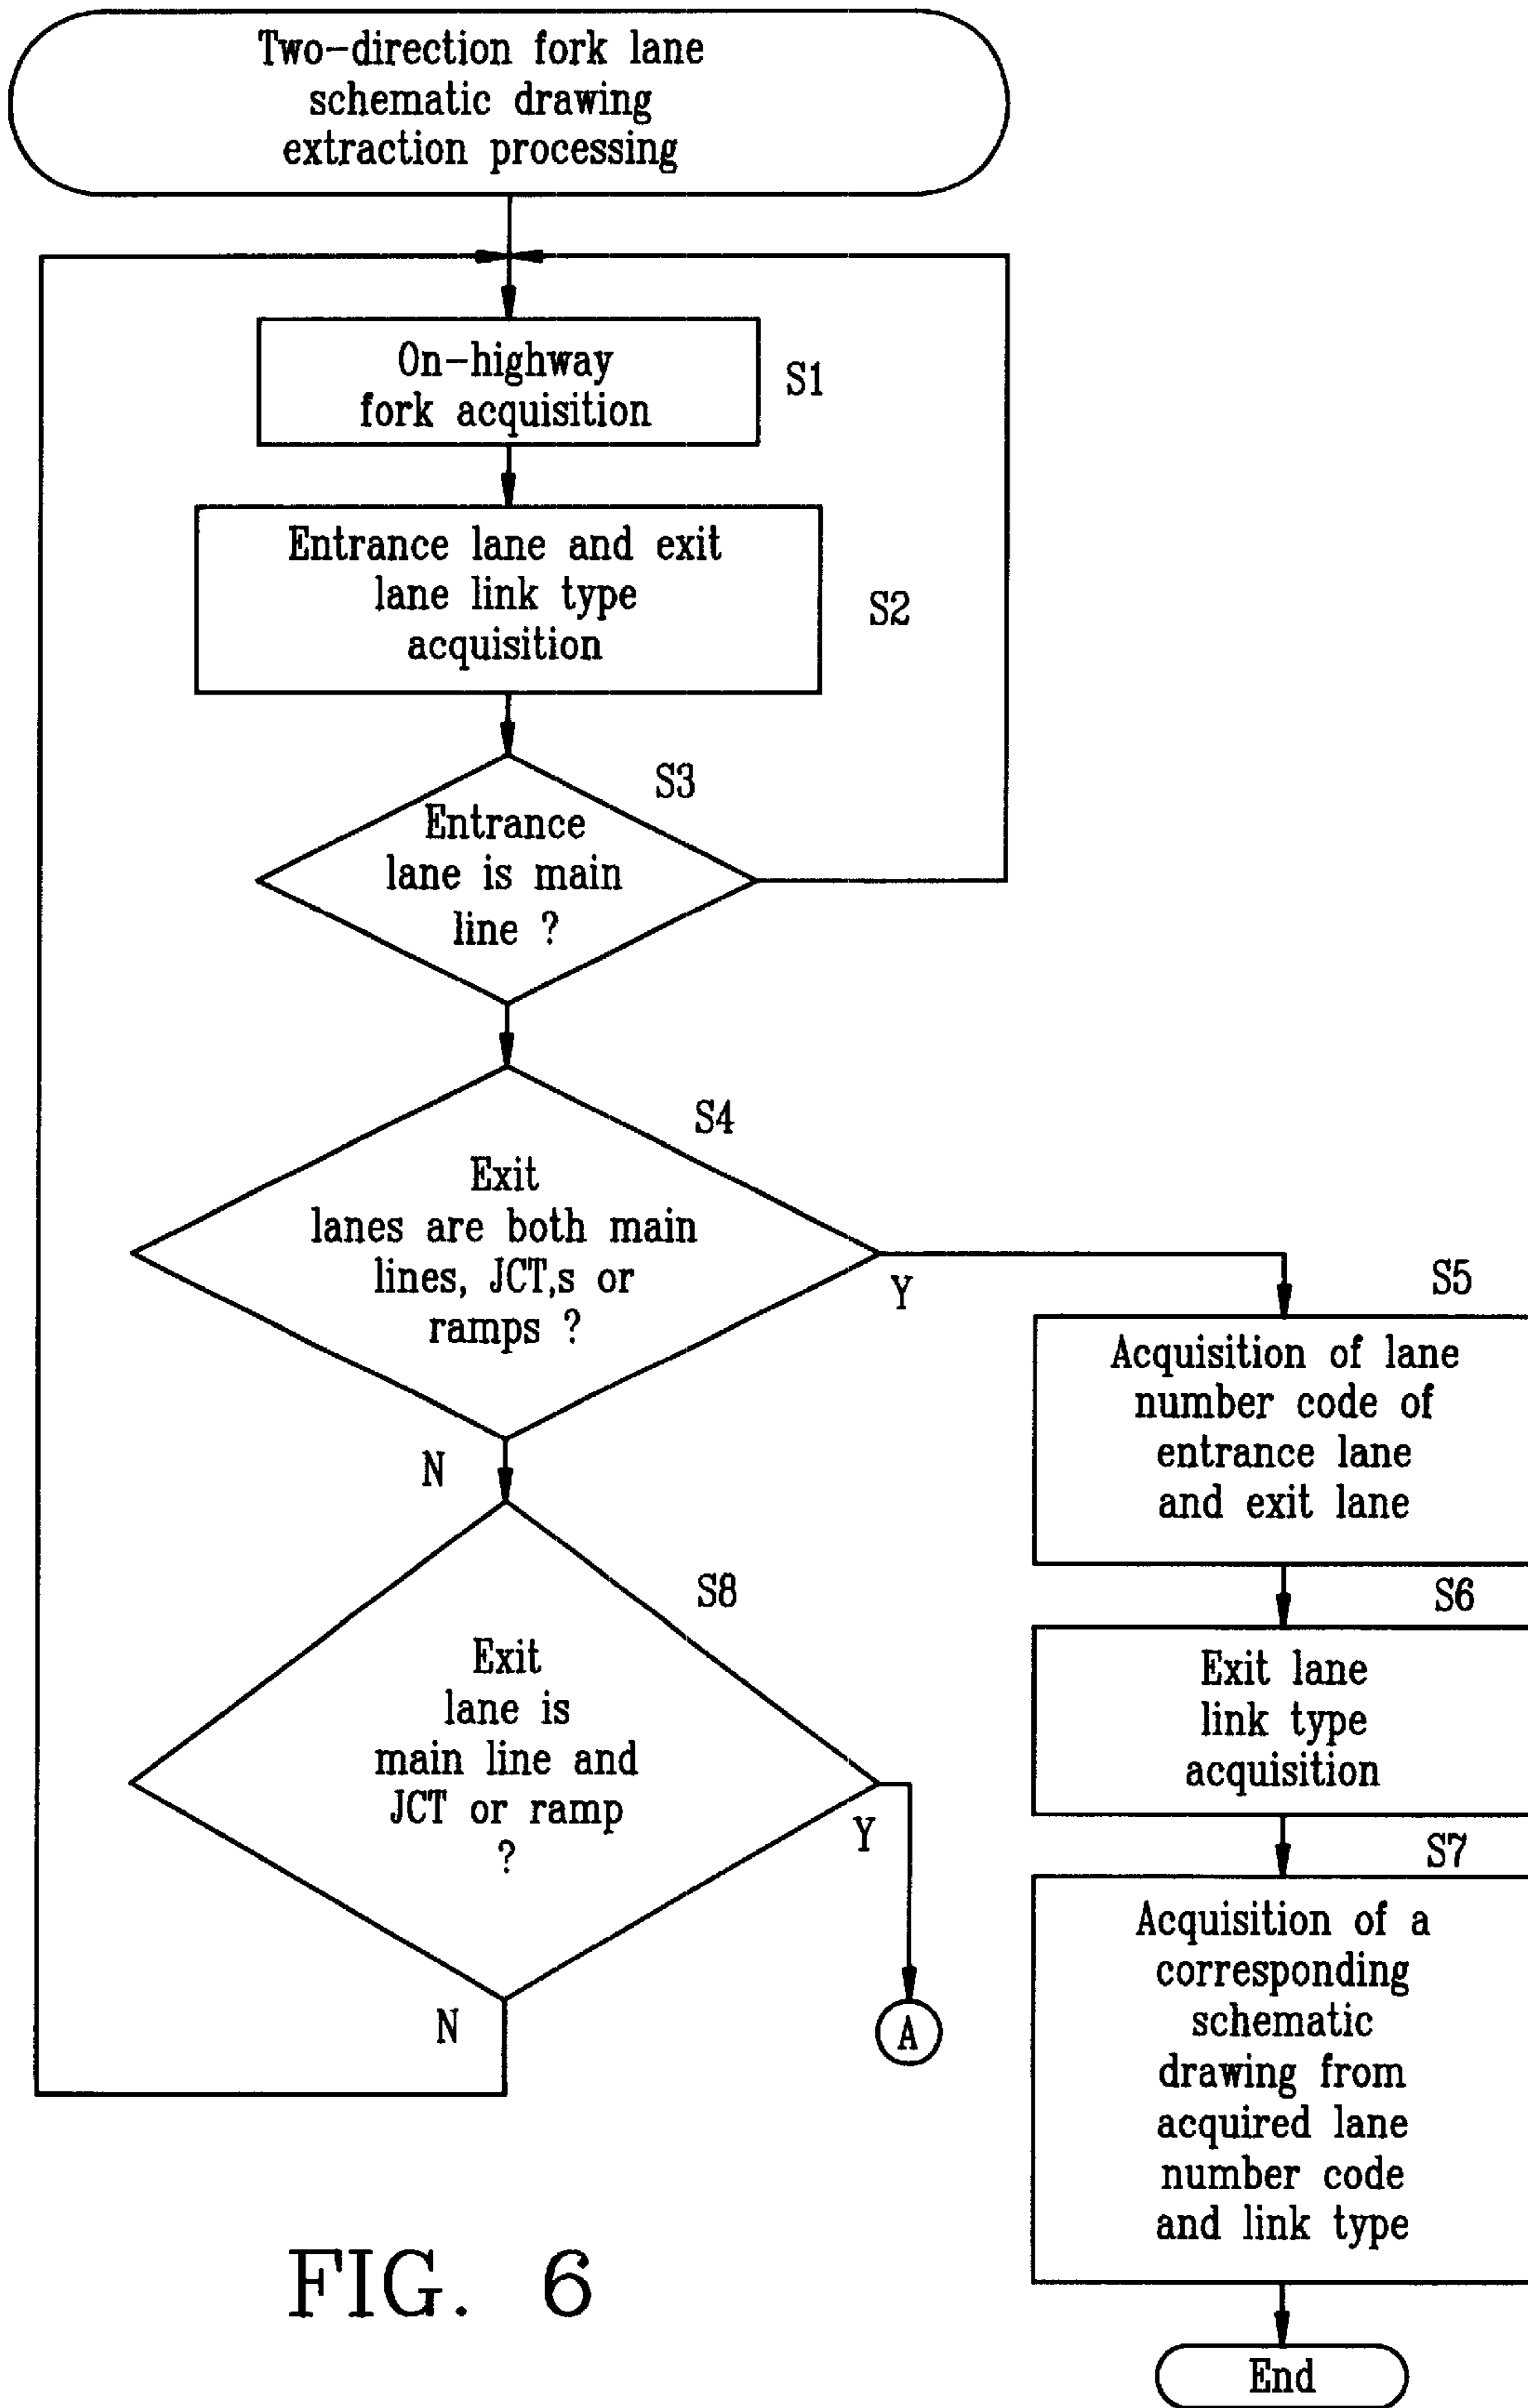 Two-direction fork lane
schematic drawing
extraction processing
On-highway
fork acquisition
S1
Entrance lane and exit
lane link type
acquisition
S2
S3
Entrance
lane is main
line ?
S4
Exit
lanes are both main
lines, JCT,s or
ramps ?
Y
N
S5
Acquisition of lane
number code of
entrance lane
and exit lane
S6
Exit lane
link type
acquisition
S7
Acquisition of a
corresponding
schematic
drawing from
acquired lane
number code
and link type
End
S8
Exit
lane is
main line and
JCT or ramp
?
Y
N
A
FIG. 6